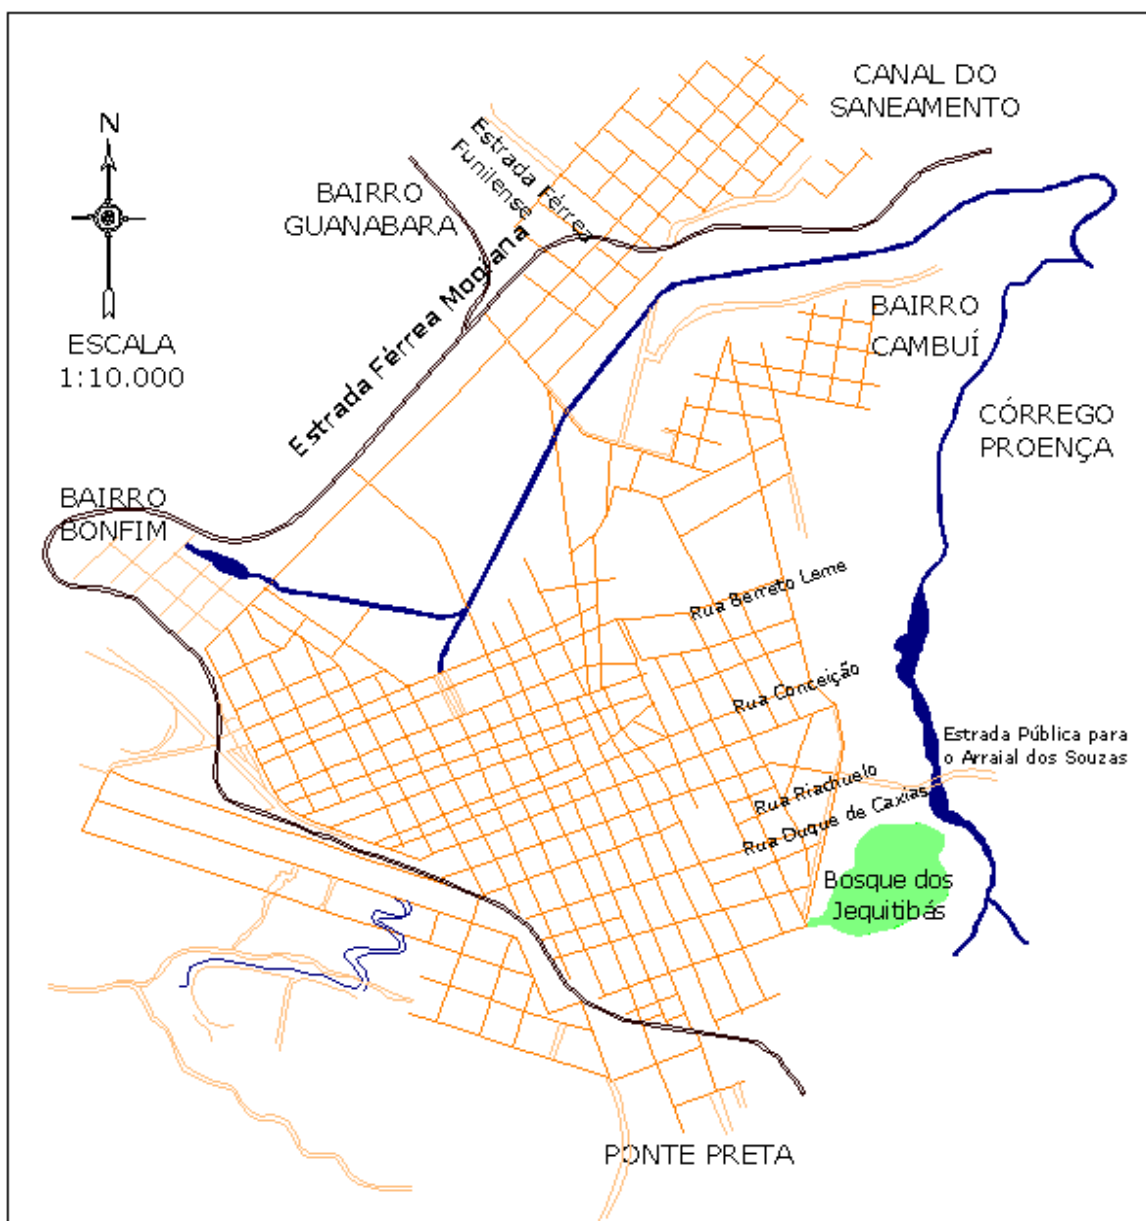 CANAL DO
SANEAMENTO
N
Estrada Férrea
Funilense
BAIRRO
GUANABARA
Estrada Férrea Mogiana
ESCALA
1:10.000
BAIRRO
CAMBUÍ
CÓRREGO
PROENÇA
BAIRRO
BONFIM
Rua Berreto Leme
Rua Conceição
Estrada Pública para
o Arraial dos Souzas
Rua Riachuelo
Rua Duque de Caxias
Bosque dos
Jequitibás
PONTE PRETA